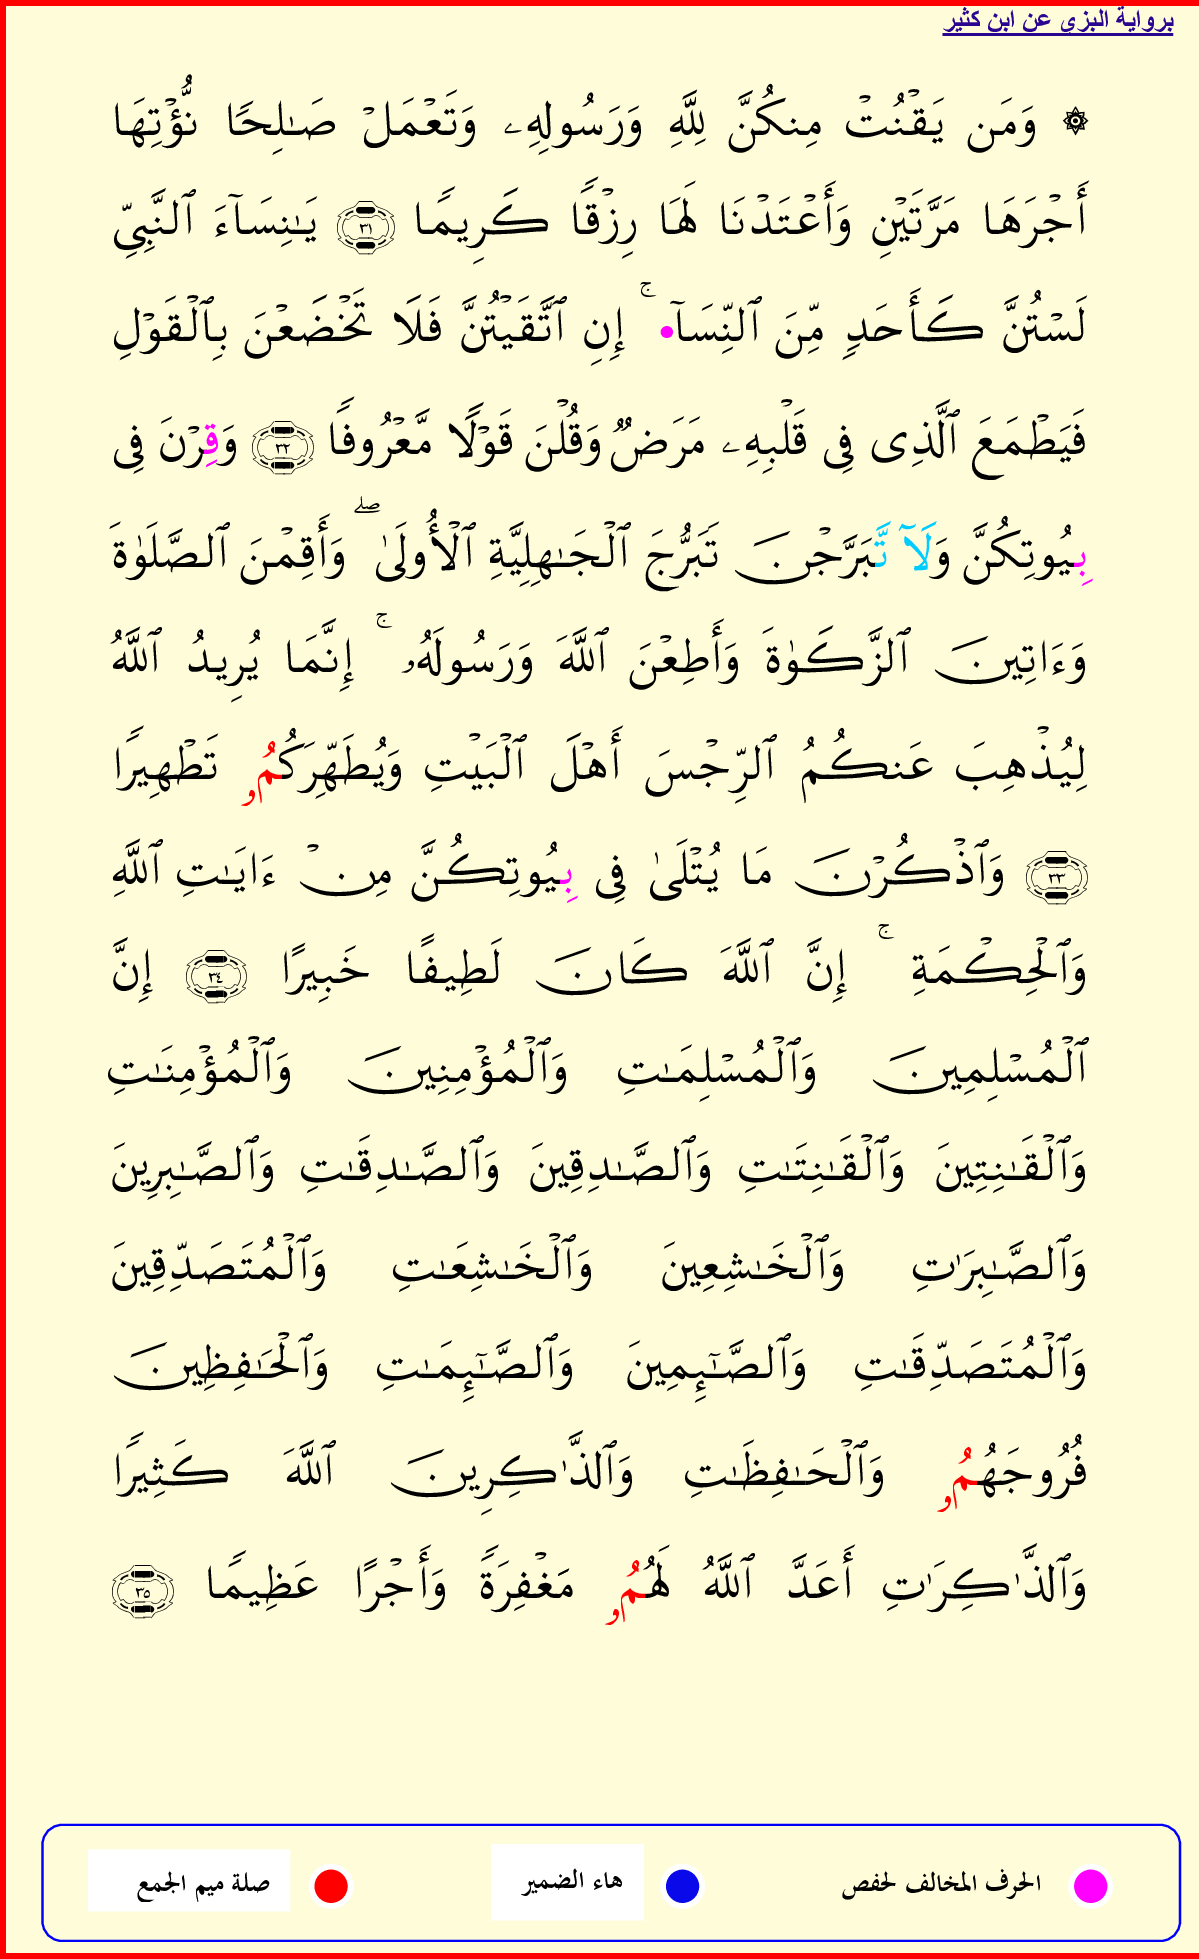 برواية البزي عن ابن كثير
۞ وَمَن يَقْنُتْ مِنكُنَّ لِلَّهِ وَرَسُولِهِۦ وَتَعْمَلْ صَـٰلِحًا نُّؤْتِهَا
أَجْرَهَا مَرَّتَيْنِ وَأَعْتَدْنَا لَهَا رِزْقًا كَرِيمًا ٣١ يَـٰنِسَآءَ ٱلنَّبِيِّ
لَسْتُنَّ كَأَحَدٍ مِّنَ ٱلنِّسَآ• ۚ إِنِ ٱتَّقَيْتُنَّ فَلَا تَخْضَعْنَ بِٱلْقَوْلِ
فَيَطْمَعَ ٱلَّذِى فِى قَلْبِهِۦ مَرَضٌ وَقُلْنَ قَوْلًا مَّعْرُوفًا ٣٢ وَقِرْنَ فِى
بِيُوتِكُنَّ وَلَآ تَّبَرَّجْنَ تَبَرُّجَ ٱلْجَـٰهِلِيَّةِ ٱلْأُولَىٰ ۖ وَأَقِمْنَ ٱلصَّلَوٰةَ
وَءَاتِينَ ٱلزَّكَوٰةَ وَأَطِعْنَ ٱللَّهَ وَرَسُولَهُۥ ۚ إِنَّمَا يُرِيدُ ٱللَّهُ
لِيُذْهِبَ عَنكُمُ ٱلرِّجْسَ أَهْلَ ٱلْبَيْتِ وَيُطَهِّرَكُمُۥ تَطْهِيرًا
٣٣ وَٱذْكُرْنَ مَا يُتْلَىٰ فِى بِيُوتِكُنَّ مِنْ ءَايَـٰتِ ٱللَّهِ
وَٱلْحِكْمَةِ ۚ إِنَّ ٱللَّهَ كَانَ لَطِيفًا خَبِيرًا ٣٤ إِنَّ
ٱلْمُسْلِمِينَ وَٱلْمُسْلِمَـٰتِ وَٱلْمُؤْمِنِينَ وَٱلْمُؤْمِنَـٰتِ
وَٱلْقَـٰنِتِينَ وَٱلْقَـٰنِتَـٰتِ وَٱلصَّـٰدِقِينَ وَٱلصَّـٰدِقَـٰتِ وَٱلصَّـٰبِرِينَ
وَٱلصَّـٰبِرَٰتِ وَٱلْخَـٰشِعِينَ وَٱلْخَـٰشِعَـٰتِ وَٱلْمُتَصَدِّقِينَ
وَٱلْمُتَصَدِّقَـٰتِ وَٱلصَّـٰٓئِمِينَ وَٱلصَّـٰٓئِمَـٰتِ وَٱلْحَـٰفِظِينَ
فُرُوجَهُمُۥ وَٱلْحَـٰفِظَـٰتِ وَٱلذَّٰكِرِينَ ٱللَّهَ كَثِيرًا
وَٱلذَّٰكِرَٰتِ أَعَدَّ ٱللَّهُ لَهُمُۥ مَغْفِرَةً وَأَجْرًا عَظِيمًا ٣٥
الحرف المخالف لحفص هاء الضمير صلة ميم الجمع